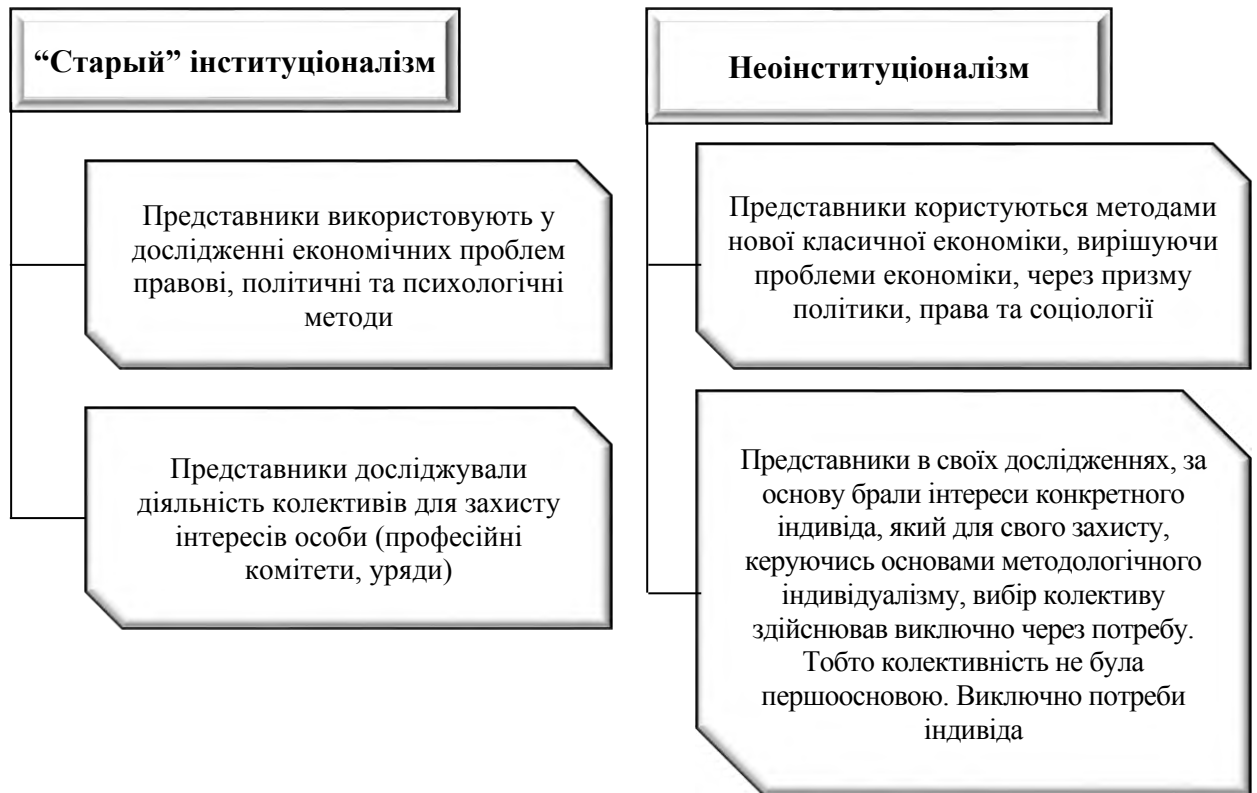 “Старый” інституціоналізм
Представники використовують у
дослідженні економічних проблем
правові, політичні та психологічні
методи
Представники досліджували
діяльність колективів для захисту
інтересів особи (професійні
комітети, уряди)
Неоінституціоналізм
Представники користуються методами
нової класичної економіки, вирішуючи
проблеми економіки, через призму
політики, права та соціології
Представники в своїх дослідженнях, за
основу брали інтереси конкретного
індивіда, який для свого захисту,
керуючись основами методологічного
індивідуалізму, вибір колективу
здійснював виключно через потребу.
Тобто колективність не була
першоосновою. Виключно потреби
індивіда